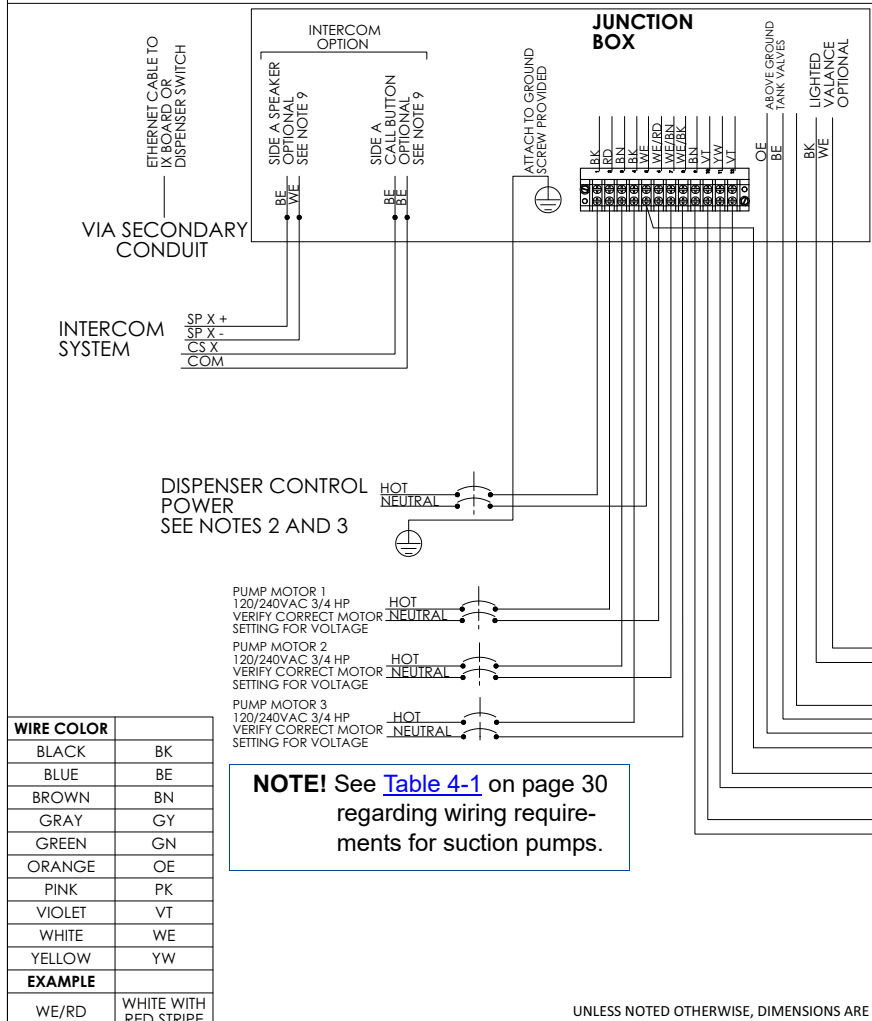 ETHERNET CABLE TO
IX BOARD OR
DISPENSER SWITCH
VIA SECONDARY
CONDUIT
INTERCOM
OPTION
SIDE A SPEAKER
OPTIONAL
SEE NOTE 9
BE
WE
SIDE A
CALL BUTTON
OPTIONAL
SEE NOTE 9
BE
BE
ATTACH TO GROUND
SCREW PROVIDED
JUNCTION
BOX
BK
RD
BN
BK
WE
WE/RD
WE/BN
WE/BK
BN
VT
YW
VT
ABOVE GROUND
TANK VALVES
OE
BE
LIGHTED
VALANCE
OPTIONAL
BK
WE
INTERCOM
SYSTEM
SP X +
SP X -
CS X
COM
DISPENSER CONTROL
POWER
SEE NOTES 2 AND 3
HOT
NEUTRAL
PUMP MOTOR 1
120/240VAC 3/4 HP
VERIFY CORRECT MOTOR
SETTING FOR VOLTAGE
HOT
NEUTRAL
PUMP MOTOR 2
120/240VAC 3/4 HP
VERIFY CORRECT MOTOR
SETTING FOR VOLTAGE
HOT
NEUTRAL
PUMP MOTOR 3
120/240VAC 3/4 HP
VERIFY CORRECT MOTOR
SETTING FOR VOLTAGE
HOT
NEUTRAL
NOTE! See Table 4-1 on page 30
regarding wiring require-
ments for suction pumps.
WIRE COLOR
BLACK BK
BLUE BE
BROWN BN
GRAY GY
GREEN GN
ORANGE OE
PINK PK
VIOLET VT
WHITE WE
YELLOW YW
EXAMPLE
WE/RD WHITE WITH
RED STRIPE
UNLESS NOTED OTHERWISE, DIMENSIONS ARE